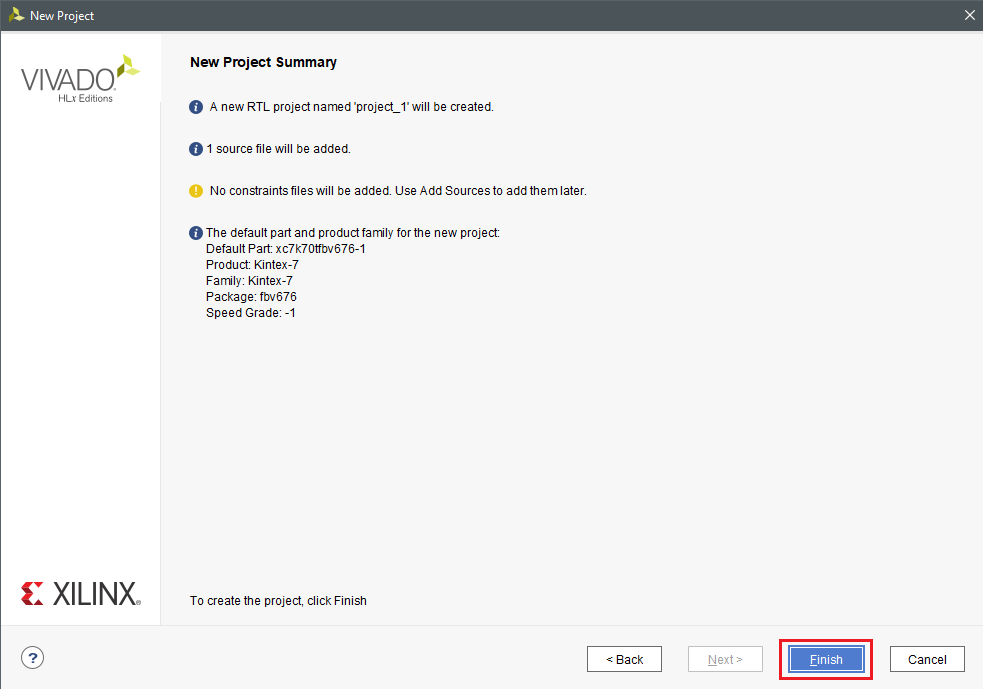 New Project
VIVADO
HLx Editions
New Project Summary
A new RTL project named 'project_1' will be created.
1 source file will be added.
No constraints files will be added. Use Add Sources to add them later.
The default part and product family for the new project:
Default Part: xc7k70tfbv676-1
Product: Kintex-7
Family: Kintex-7
Package: fbv676
Speed Grade: -1
XILINX®
To create the project, click Finish
? < Back Next > Finish Cancel